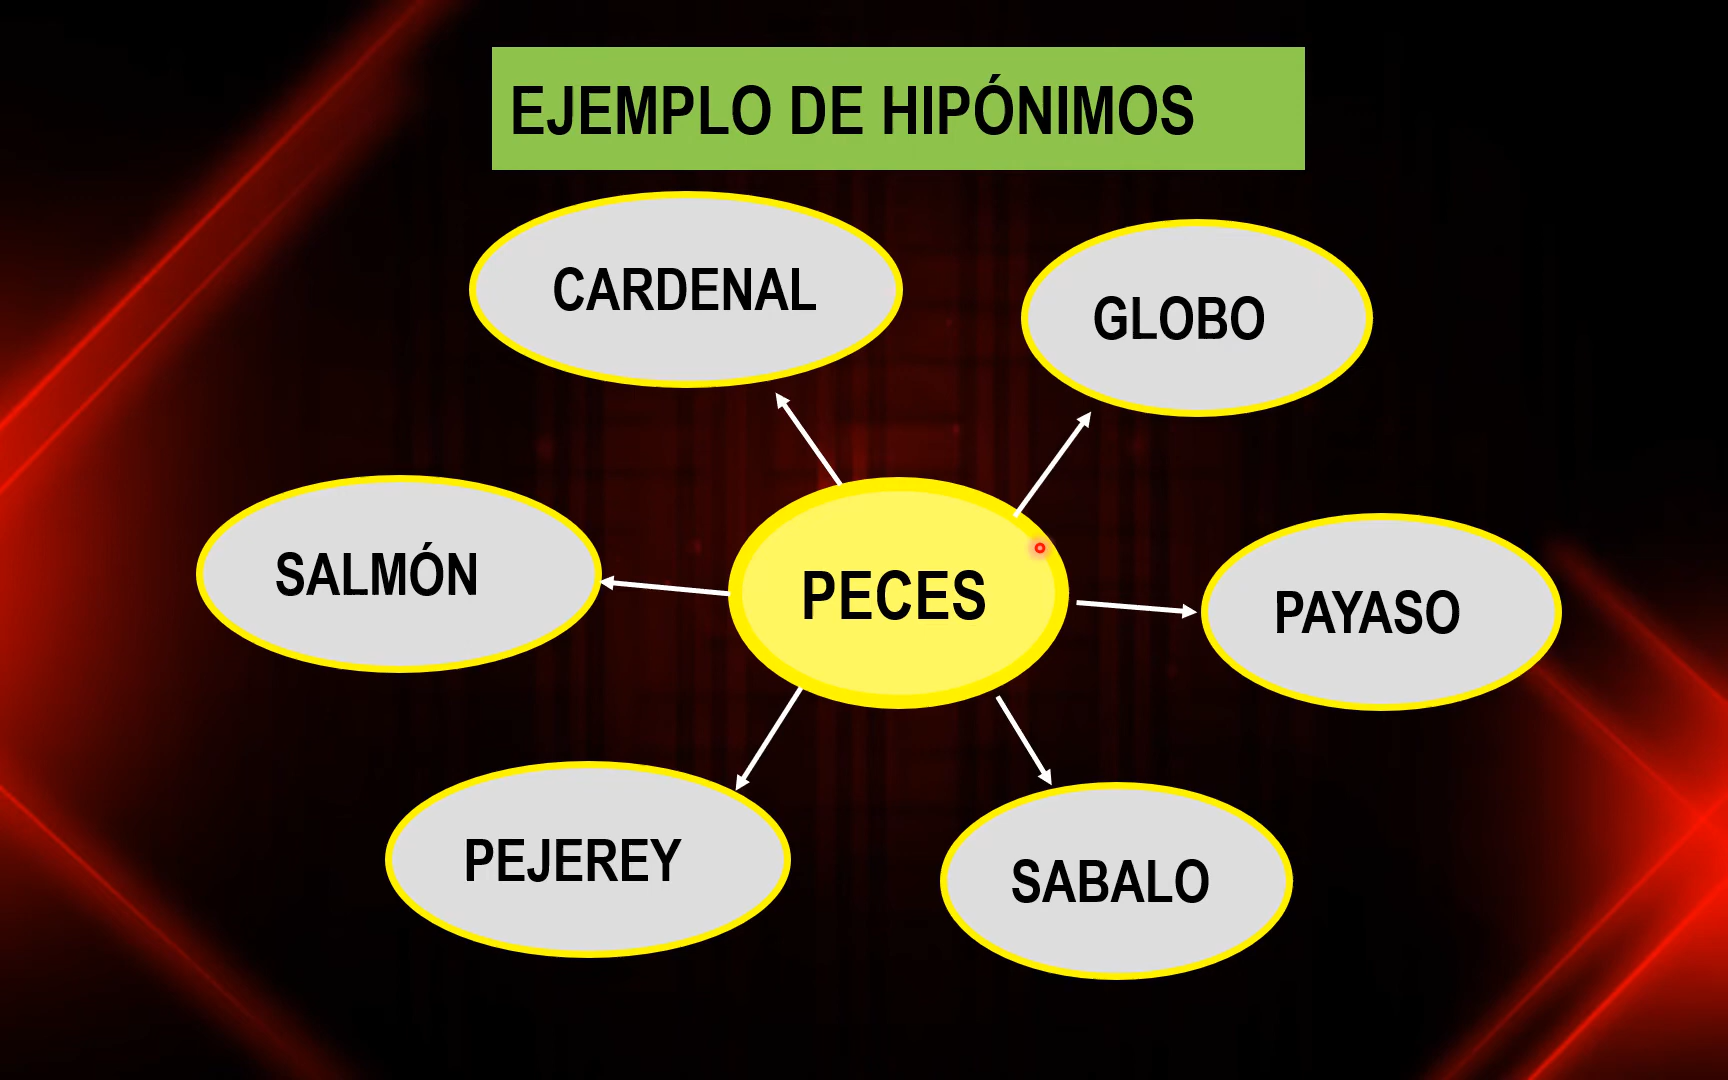 EJEMPLO DE HIPÓNIMOS
CARDENAL
GLOBO
SALMÓN
PECES
PAYASO
PEJEREY
SABALO